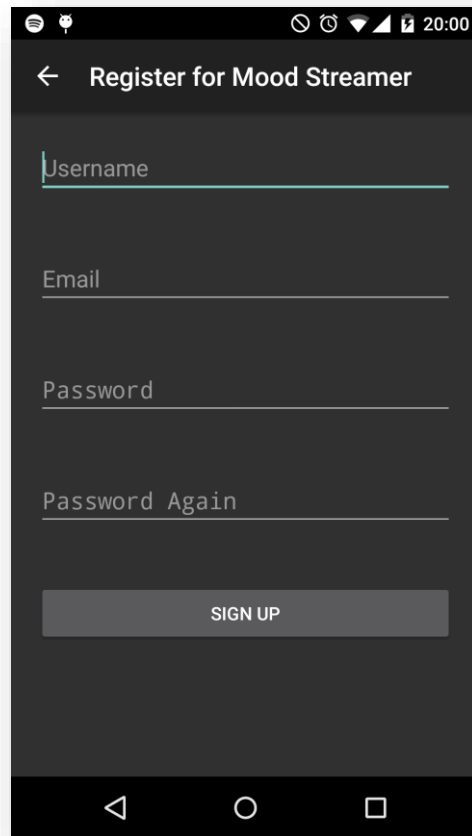 20:00
Register for Mood Streamer
Username
Email
Password
Password Again
SIGN UP